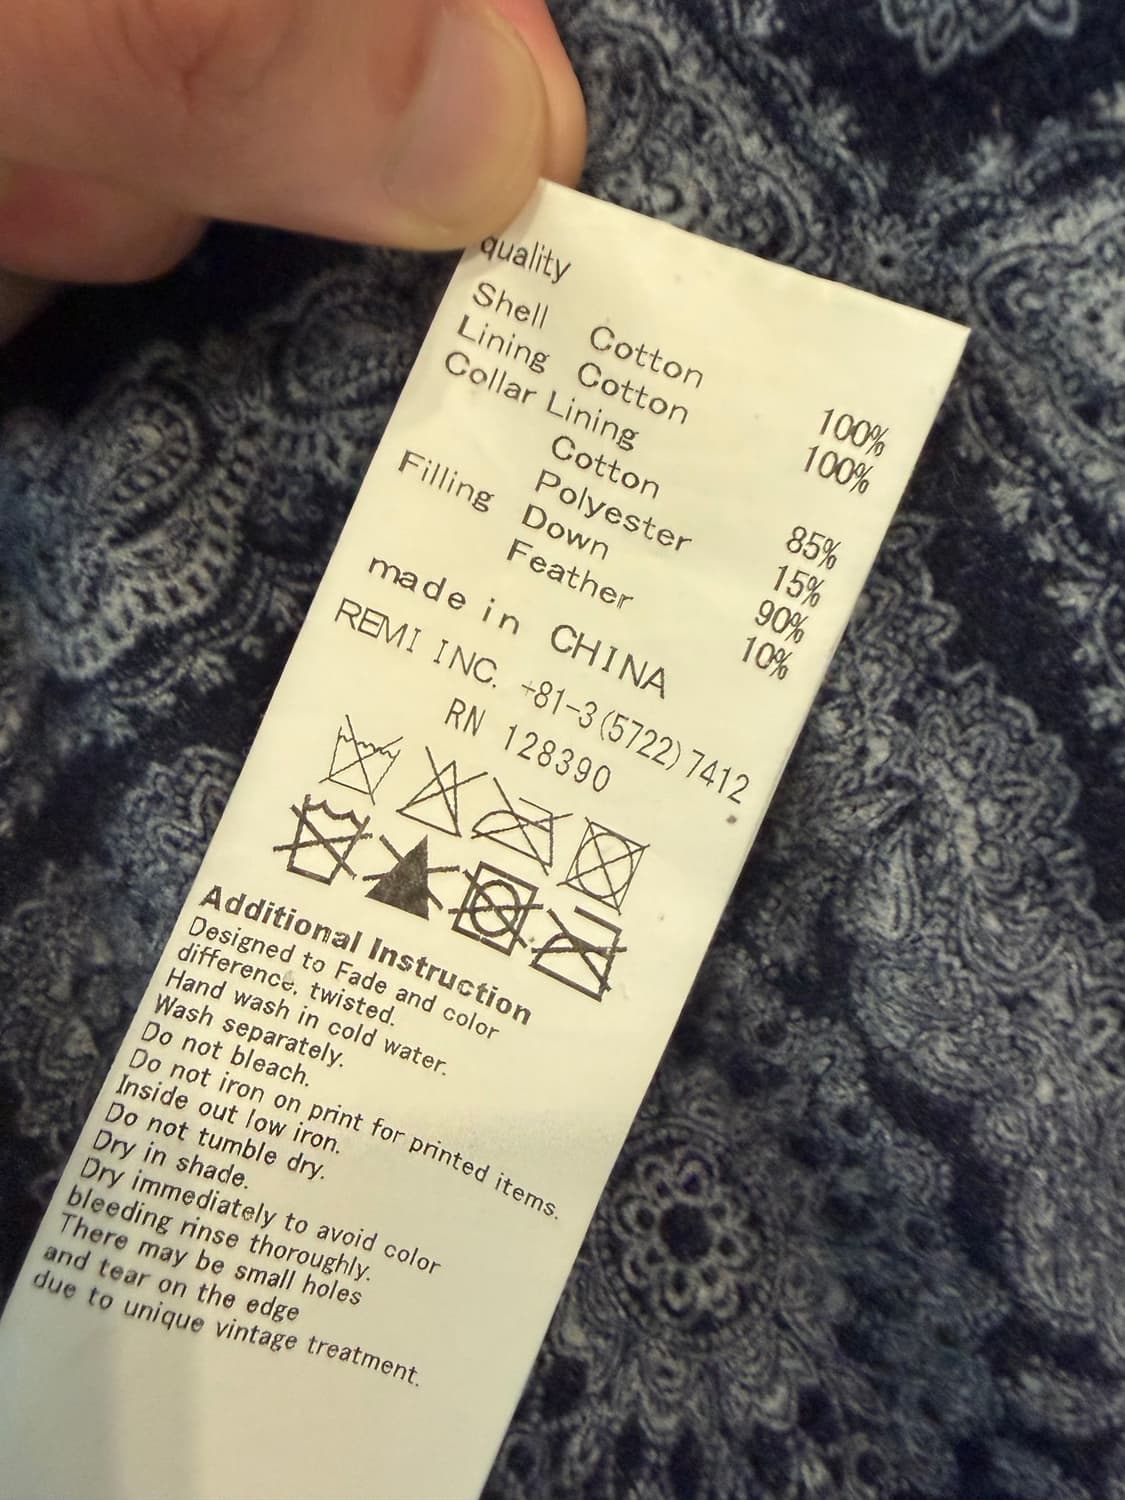 quality
Shell Cotton 100%
Lining Cotton 100%
Collar Lining
Cotton 85%
Polyester 15%
Filling Down 90%
Feather 10%
made in CHINA
REMI INC. +81-3(5722)7412
RN 128390
Additional Instruction
Designed to Fade and color
difference, twisted.
Hand wash in cold water.
Wash separately.
Do not bleach.
Do not iron on print for printed items.
Inside out low iron.
Do not tumble dry.
Dry in shade.
Dry immediately to avoid color
bleeding rinse thoroughly.
There may be small holes
and tear on the edge
due to unique vintage treatment.